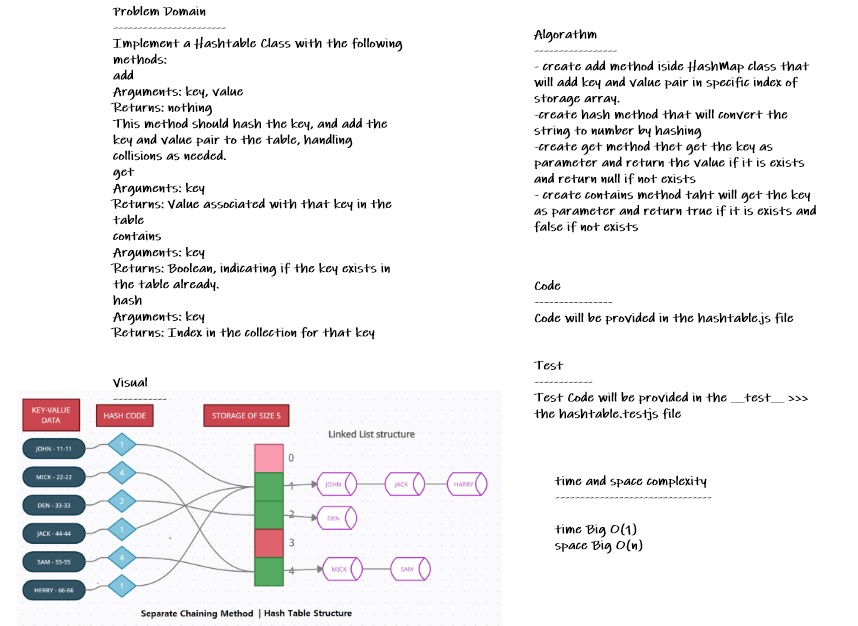 Problem Domain
-----------------------
Implement a Hashtable Class with the following
methods:
add
Arguments: key, value
Returns: nothing
This method should hash the key, and add the
key and value pair to the table, handling
collisions as needed.
get
Arguments: key
Returns: Value associated with that key in the
table
contains
Arguments: key
Returns: Boolean, indicating if the key exists in
the table already.
hash
Arguments: key
Returns: Index in the collection for that key
Visual
-----------
KEY-VALUE
DATA
HASH CODE
STORAGE OF SIZE 5
Linked List structure
JOHN - 11-11
1
0
MICK - 22-22
4
1
JOHN
JACK
HARRY
DEN - 33-33
2
2
DEN
JACK - 44-44
1
3
SAM - 55-55
4
4
MICK
SAM
HERRY - 66-66
1
Separate Chaining Method | Hash Table Structure
Algorathm
-----------------
- create add method iside HashMap class that
will add key and value pair in specific index of
storage array.
-create hash method that will convert the
string to number by hashing
-create get method thet get the key as
parameter and return the value if it is exists
and return null if not exists
- create contains method taht will get the key
as parameter and return true if it is exists and
false if not exists
Code
----------------
Code will be provided in the hashtable.js file
Test
------------
Test Code will be provided in the __test__ >>>
the hashtable.testjs file
time and space complexity
--------------------------------
time Big O(1)
space Big O(n)